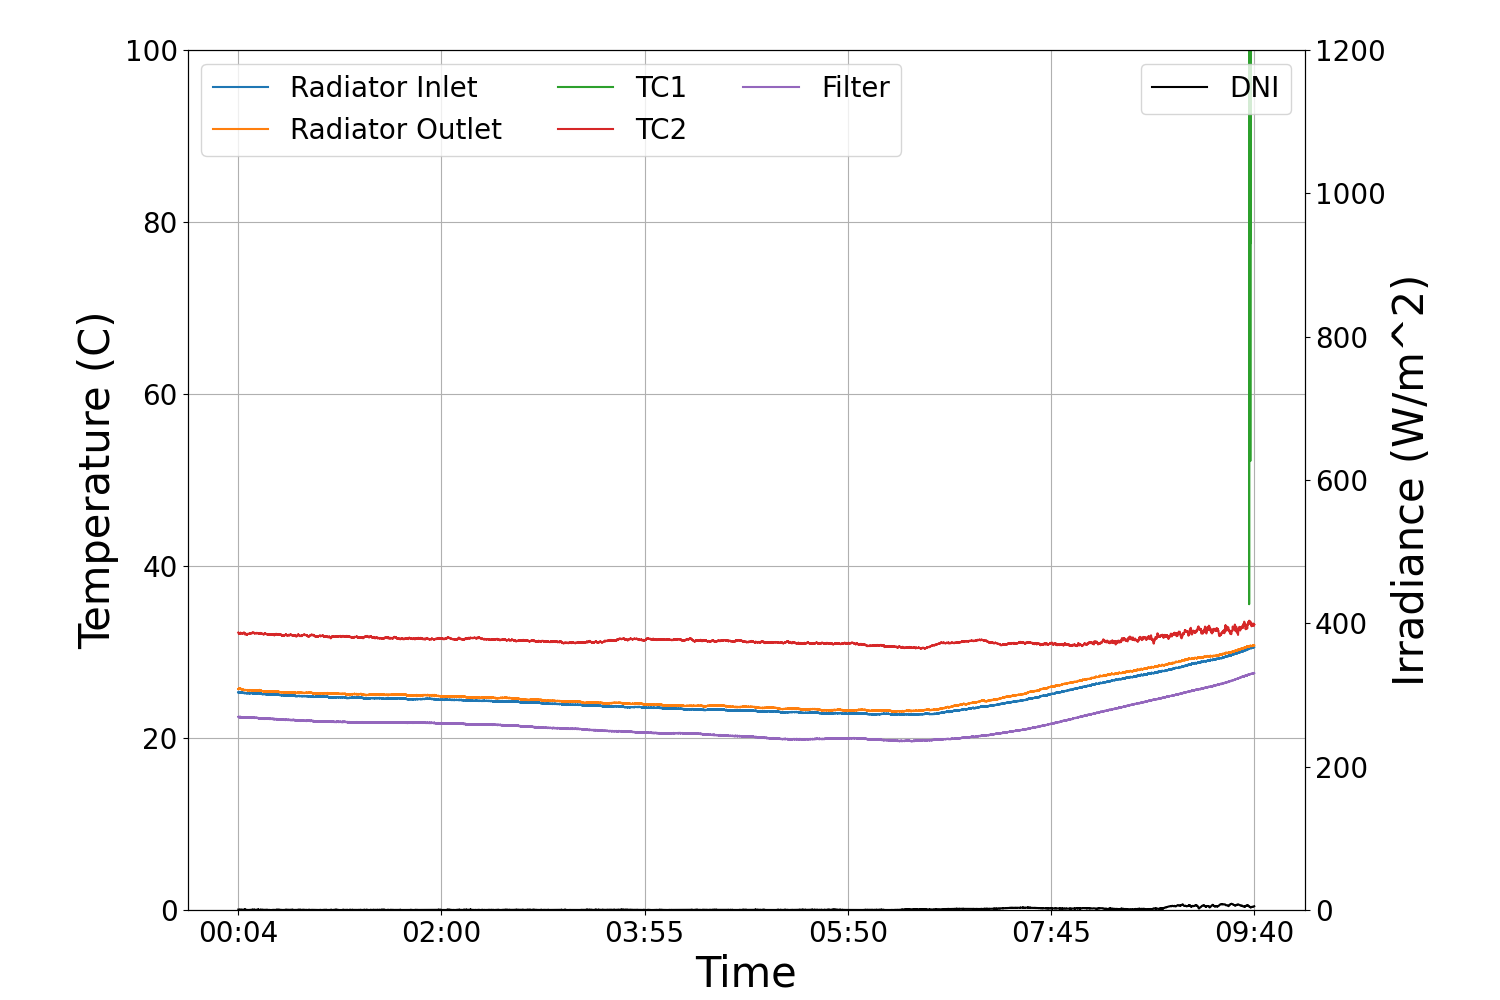 Radiator Inlet
Radiator Outlet
TC1
TC2
Filter
DNI
Temperature (C)
100
80
60
40
20
0
Irradiance (W/m^2)
1200
1000
800
600
400
200
0
00:04 02:00 03:55 05:50 07:45 09:40
Time